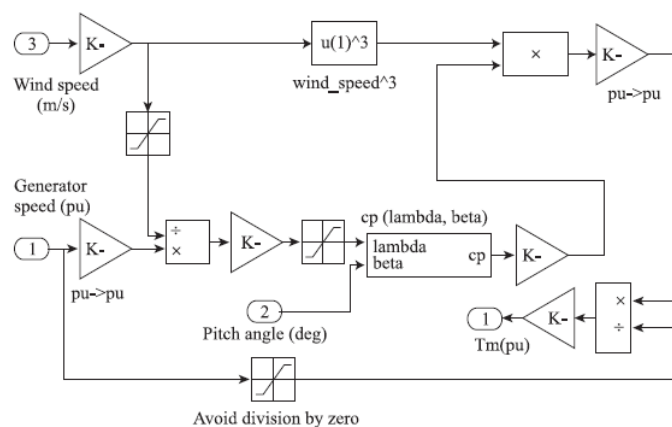 3
K-
u(1)^3
×
K-
Wind speed
(m/s)
wind_speed^3
pu->pu
Generator
speed (pu)
cp (lambda, beta)
1
K-
÷
×
K-
lambda
beta
cp
K-
pu->pu
2
Pitch angle (deg)
1
K-
×
÷
Tm(pu)
Avoid division by zero